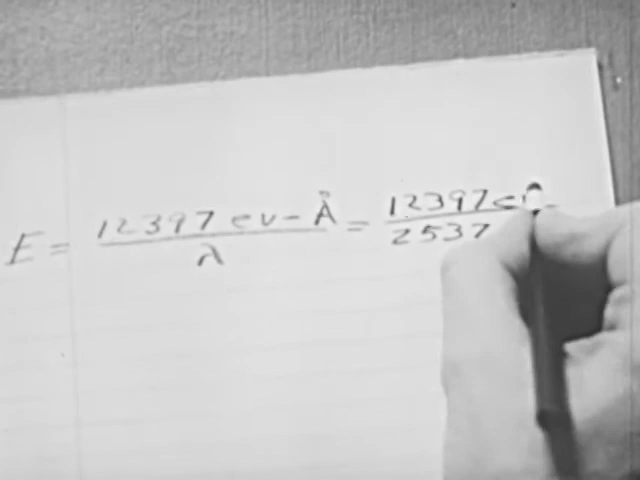 E = 12397 ev-Å / λ = 12397 e / 2537